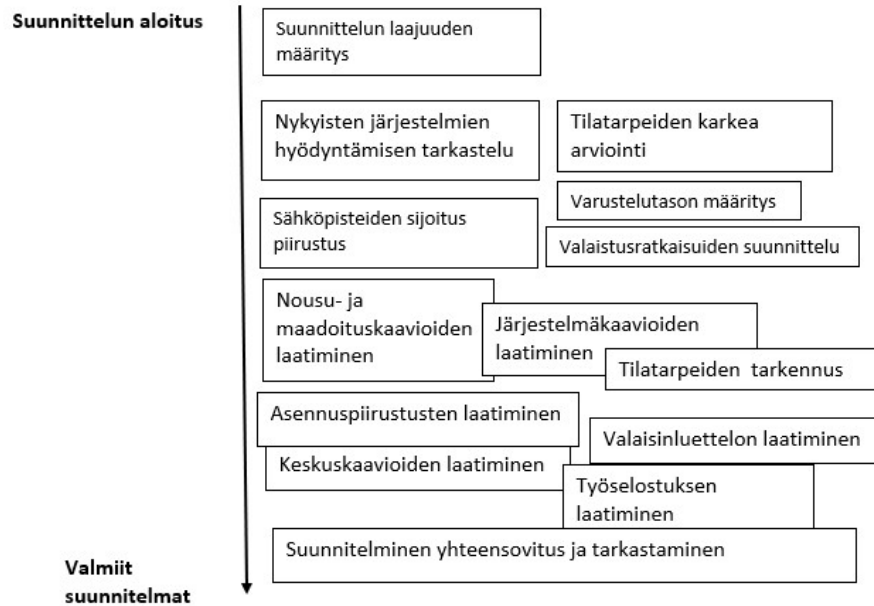 Suunnittelun aloitus
Suunnittelun laajuuden
määritys
Nykyisten järjestelmien
hyödyntämisen tarkastelu
Tilatarpeiden karkea
arviointi
Varustelutason määritys
Sähköpisteiden sijoitus
piirustus
Valaistusratkaisuiden suunnittelu
Nousu- ja
maadoituskaavioiden
laatiminen
Järjestelmäkaavioiden
laatiminen
Tilatarpeiden tarkennus
Asennuspiirustusten laatiminen
Valaisinluettelon laatiminen
Keskuskaavioiden laatiminen
Työselostuksen
laatiminen
Suunnitelminen yhteensovitus ja tarkastaminen
Valmiit
suunnitelmat